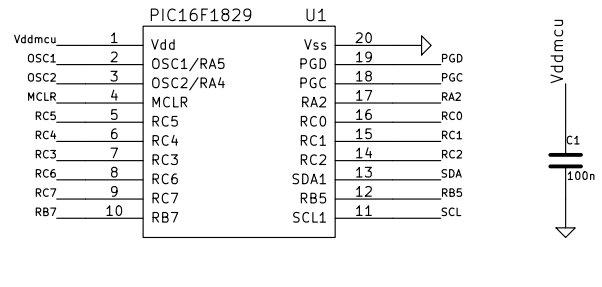 PIC16F1829 U1
Vddmcu 1 Vdd Vss 20
OSC1 2 OSC1/RA5 PGD 19 PGD
OSC2 3 OSC2/RA4 PGC 18 PGC
MCLR 4 MCLR RA2 17 RA2
RC5 5 RC5 RC0 16 RC0
RC4 6 RC4 RC1 15 RC1
RC3 7 RC3 RC2 14 RC2
RC6 8 RC6 SDA1 13 SDA
RC7 9 RC7 RB5 12 RB5
RB7 10 RB7 SCL1 11 SCL
Vddmcu
C1
100n